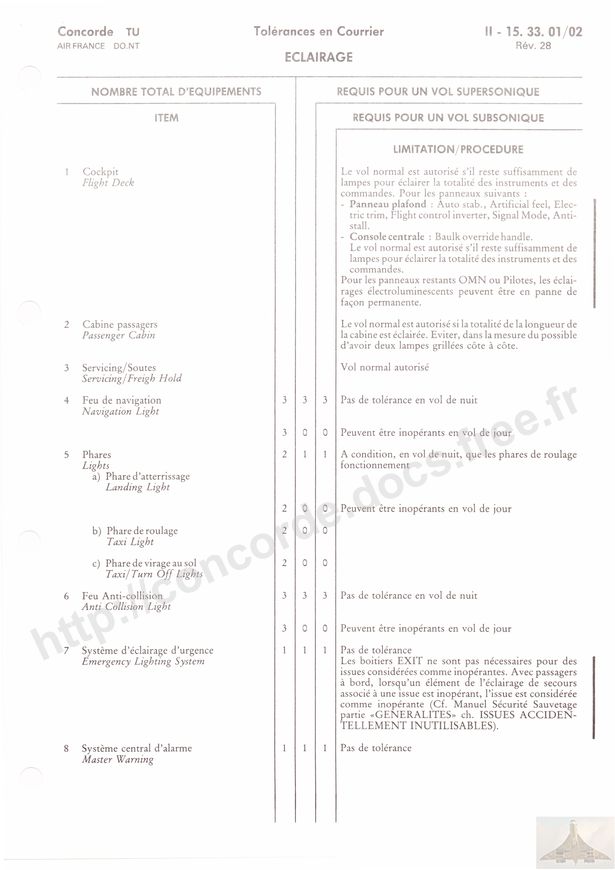 Concorde TU Tolérances en Courrier II - 15. 33. 01/02
AIR FRANCE DO.NT Rév. 28
ECLAIRAGE
NOMBRE TOTAL D'EQUIPEMENTS REQUIS POUR UN VOL SUPERSONIQUE
ITEM REQUIS POUR UN VOL SUBSONIQUE
LIMITATION/PROCEDURE
1 Cockpit Le vol normal est autorisé s'il reste suffisamment de
Flight Deck lampes pour éclairer la totalité des instruments et des
commandes. Pour les panneaux suivants :
- Panneau plafond : Auto stab., Artificial feel, Elec-
tric trim, Flight control inverter, Signal Mode, Anti-
stall.
- Console centrale : Baulk override handle.
Le vol normal est autorisé s'il reste suffisamment de
lampes pour éclairer la totalité des instruments et des
commandes.
Pour les panneaux restants OMN ou Pilotes, les éclai-
rages électroluminescents peuvent être en panne de
façon permanente.
2 Cabine passagers Le vol normal est autorisé si la totalité de la longueur de
Passenger Cabin la cabine est éclairée. Eviter, dans la mesure du possible
d'avoir deux lampes grillées côte à côte.
3 Servicing/Soutes Vol normal autorisé
Servicing/Freigh Hold
4 Feu de navigation 3 3 3 Pas de tolérance en vol de nuit
Navigation Light
3 0 0 Peuvent être inopérants en vol de jour
5 Phares 2 1 1 A condition, en vol de nuit, que les phares de roulage
Lights fonctionnement
a) Phare d'atterrissage
Landing Light
2 0 0 Peuvent être inopérants en vol de jour
b) Phare de roulage 2 0 0
Taxi Light
c) Phare de virage au sol 2 0 0
Taxi/Turn Off Lights
6 Feu Anti-collision 3 3 3 Pas de tolérance en vol de nuit
Anti Collision Light
3 0 0 Peuvent être inopérants en vol de jour
7 Système d'éclairage d'urgence 1 1 1 Pas de tolérance
Emergency Lighting System Les boitiers EXIT ne sont pas nécessaires pour des
issues considérées comme inopérantes. Avec passagers
à bord, lorsqu'un élément de l'éclairage de secours
associé à une issue est inopérant, l'issue est considérée
comme inopérante (Cf. Manuel Sécurité Sauvetage
partie «GENERALITES» ch. ISSUES ACCIDEN-
TELLEMENT INUTILISABLES).
8 Système central d'alarme 1 1 1 Pas de tolérance
Master Warning
http://concorde.docs.free.fr